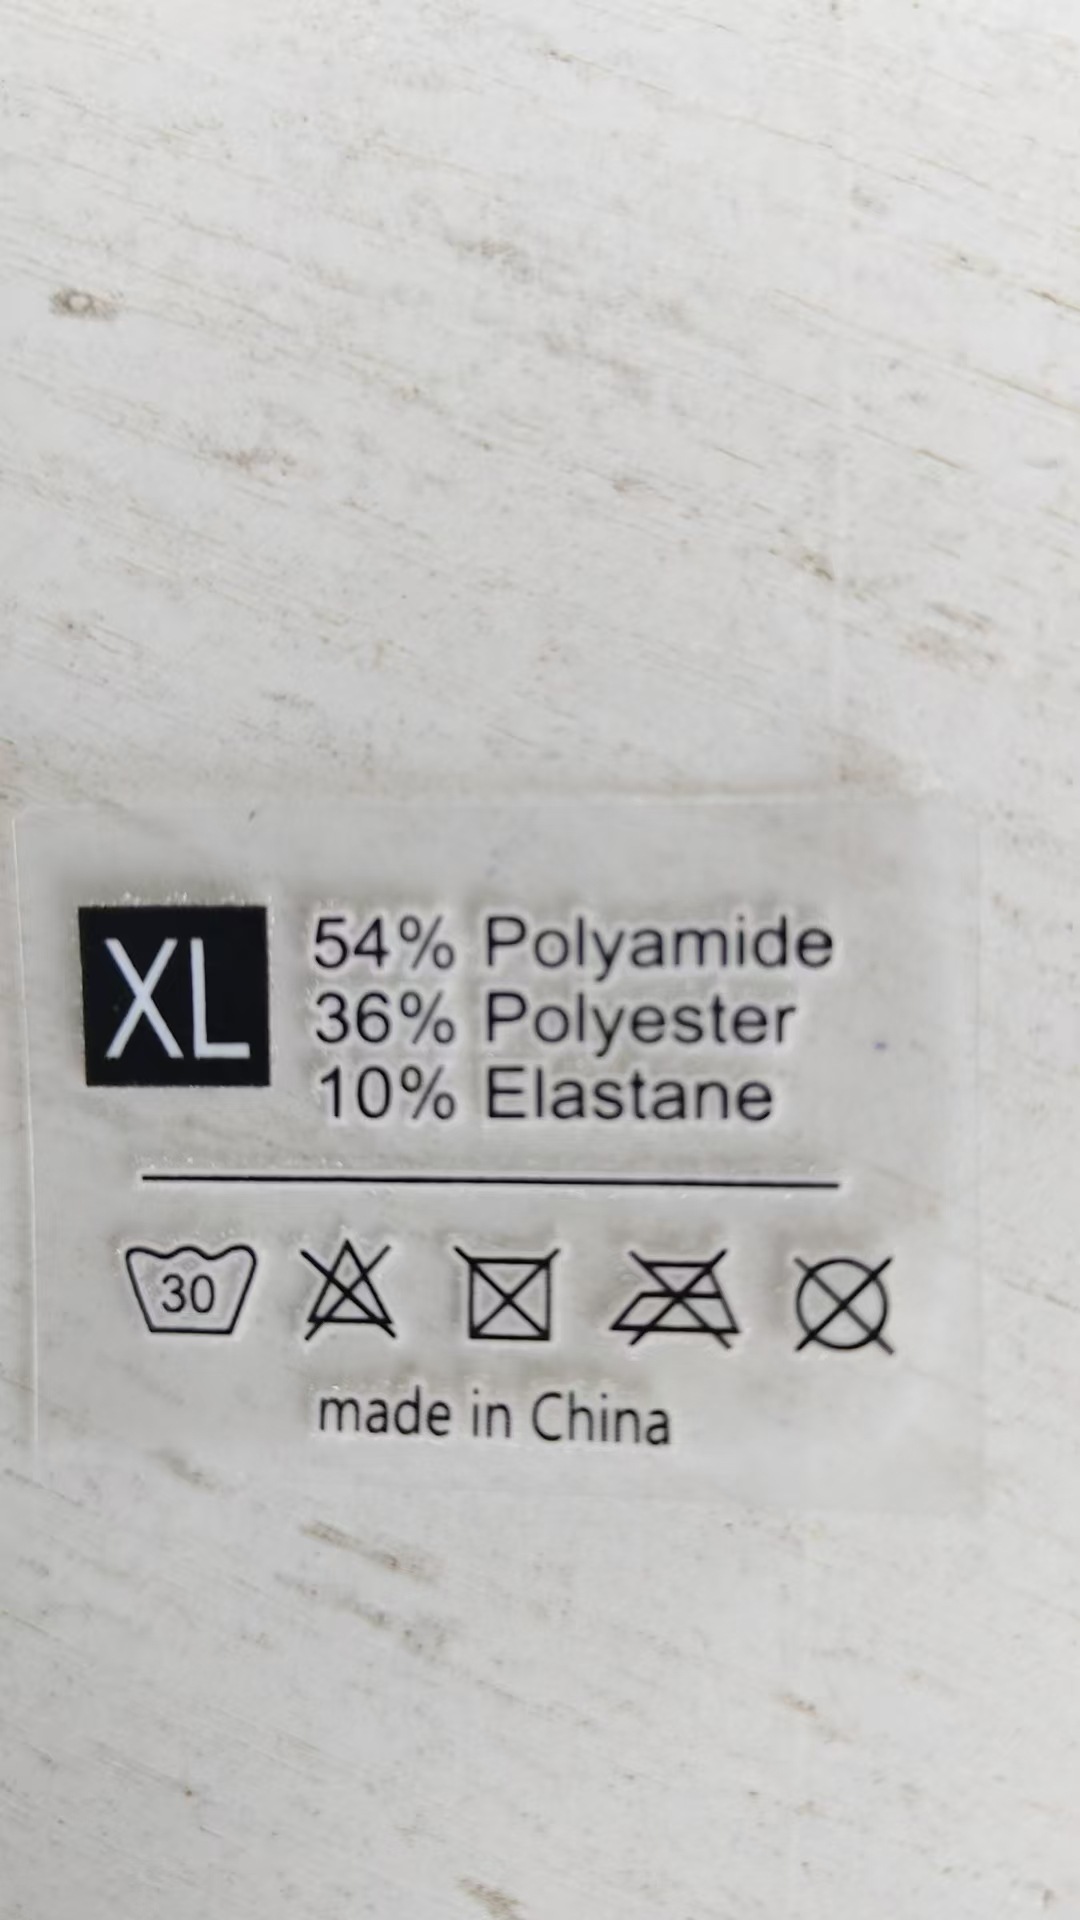 XL
54% Polyamide
36% Polyester
10% Elastane
30
made in China